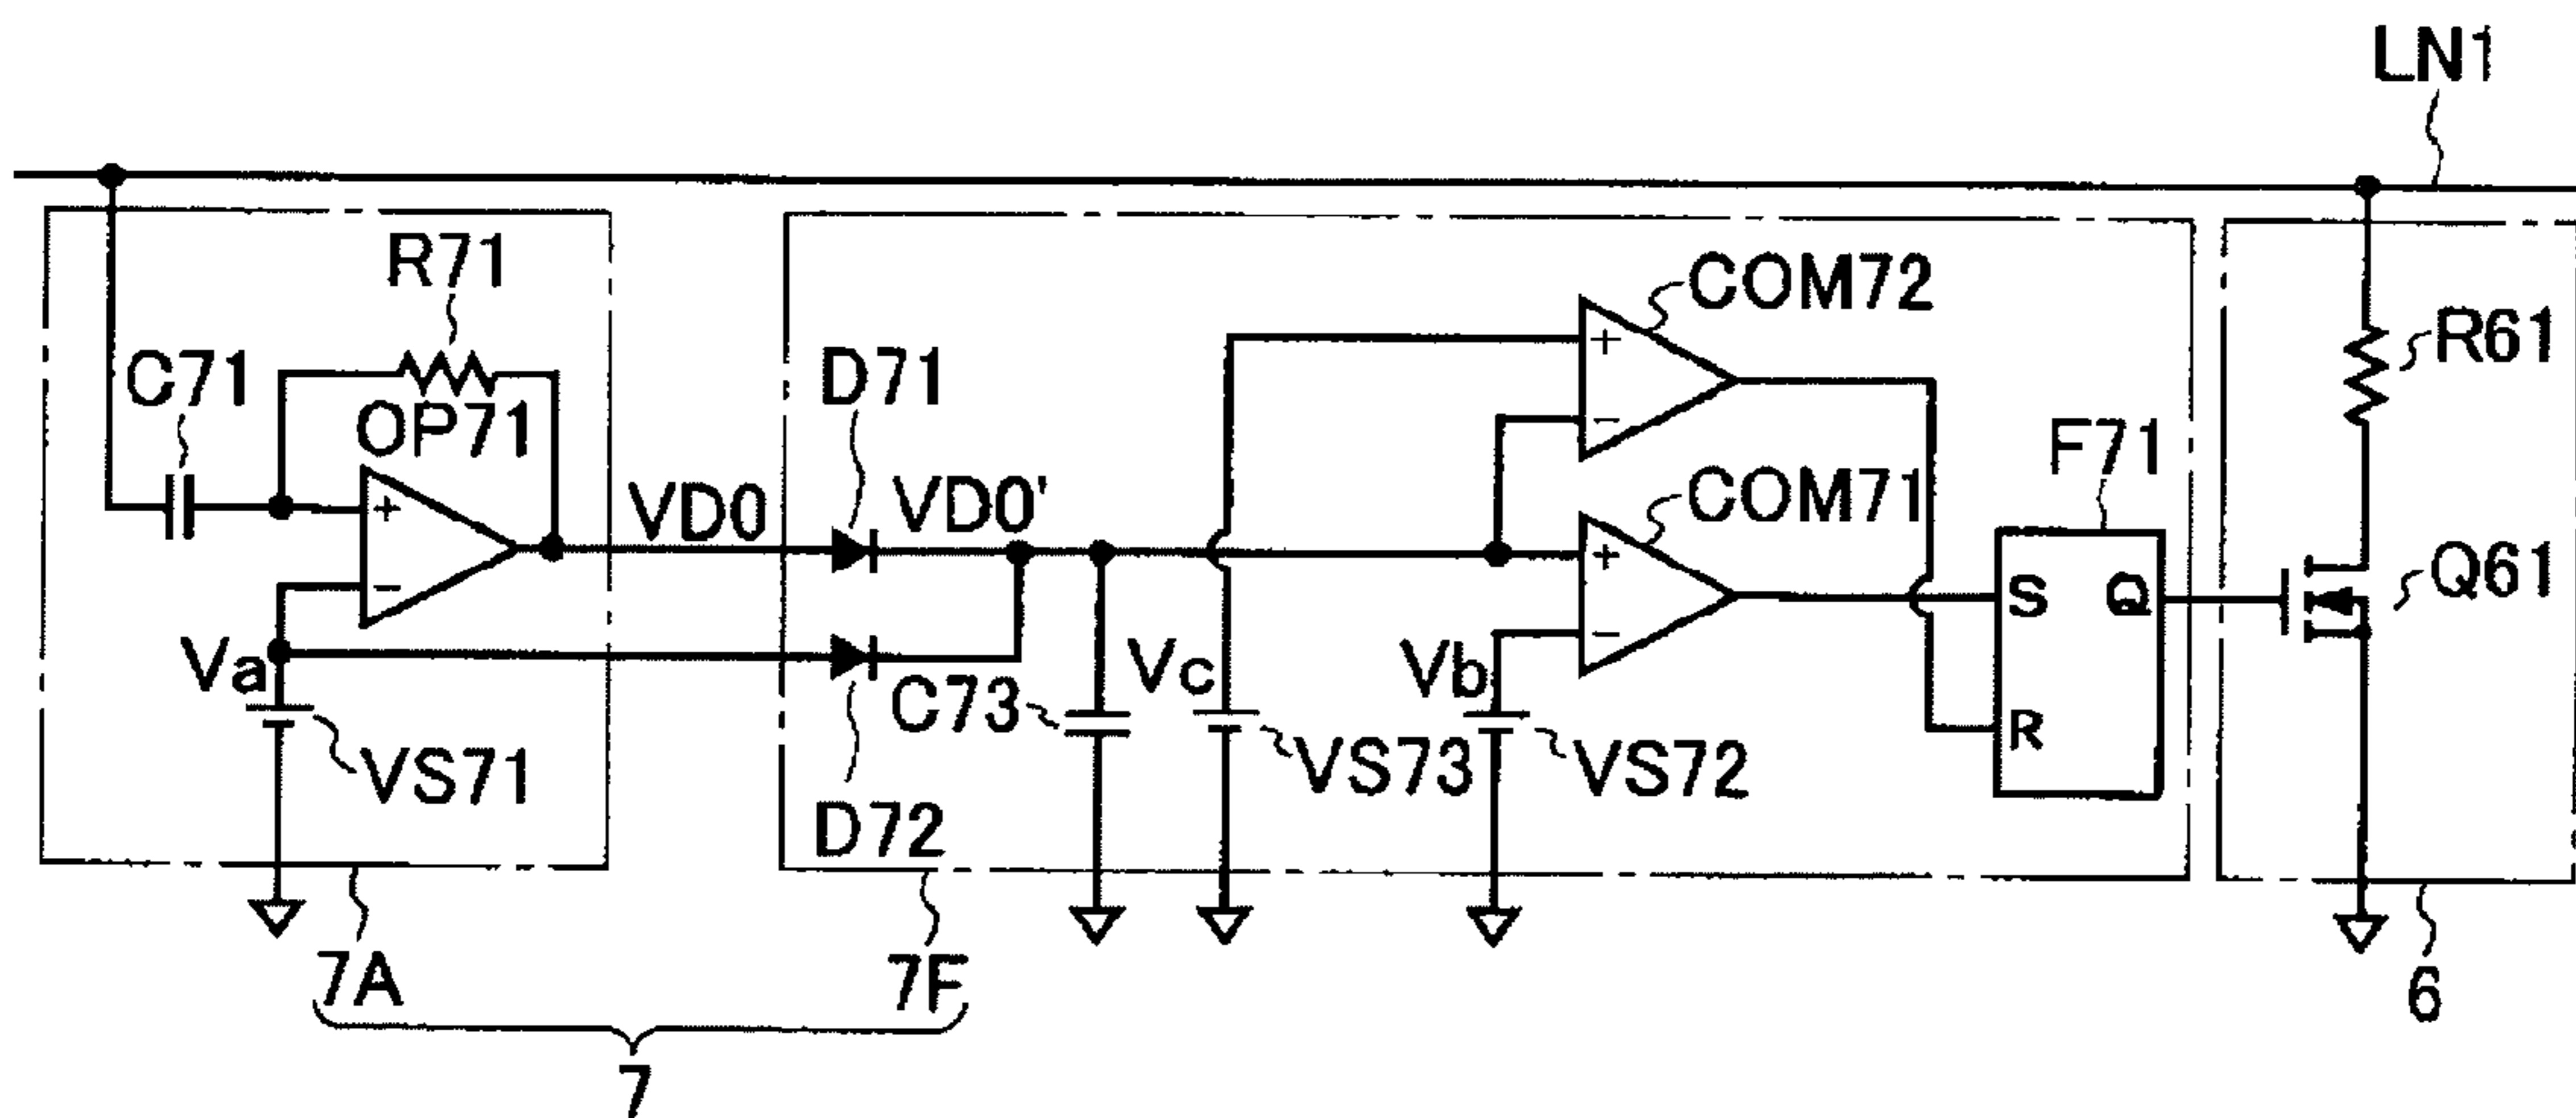 LN1
R71
C71
OP71
+
-
Va
VS71
VD0
D71
VD0'
D72
C73
Vc
VS73
Vb
VS72
COM72
+
-
COM71
+
-
F71
S
Q
R
R61
Q61
7A
7F
7
6